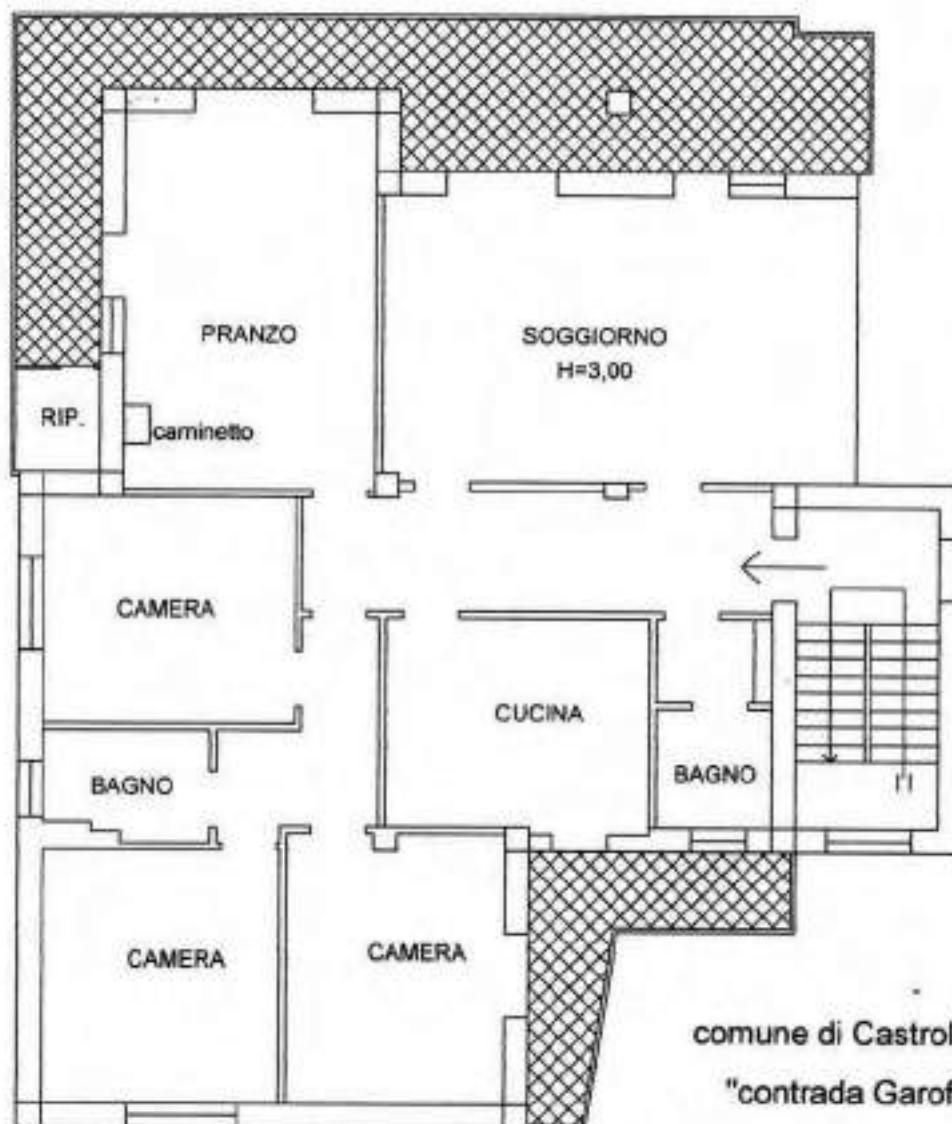 PRANZO
SOGGIORNO
H=3,00
RIP.
caminetto
CAMERA
CUCINA
BAGNO
BAGNO
CAMERA
CAMERA
comune di Castrol
"contrada Garof